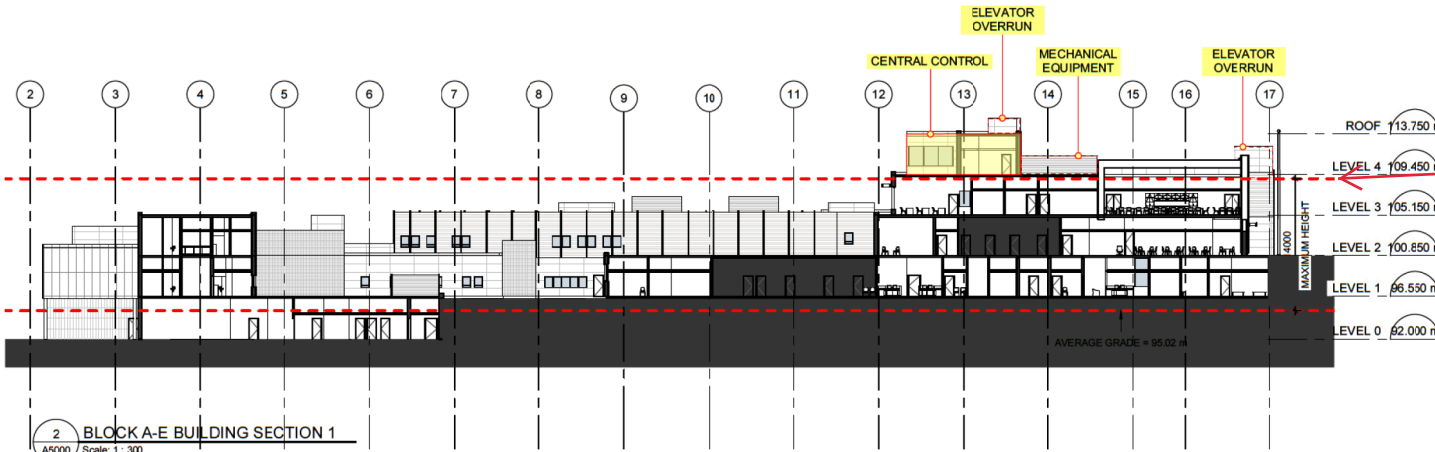 ELEVATOR
OVERRUN
CENTRAL CONTROL
MECHANICAL
EQUIPMENT
ELEVATOR
OVERRUN
2
3
4
5
6
7
8
9
10
11
12
13
14
15
16
17
ROOF 113.750
LEVEL 4 109.450
LEVEL 3 105.150
LEVEL 2 100.850
LEVEL 1 96.550
LEVEL 0 92.000
4000
MAXIMUM HEIGHT
AVERAGE GRADE = 95.02 m
2
BLOCK A-E BUILDING SECTION 1
A5000
Scale: 1 : 300